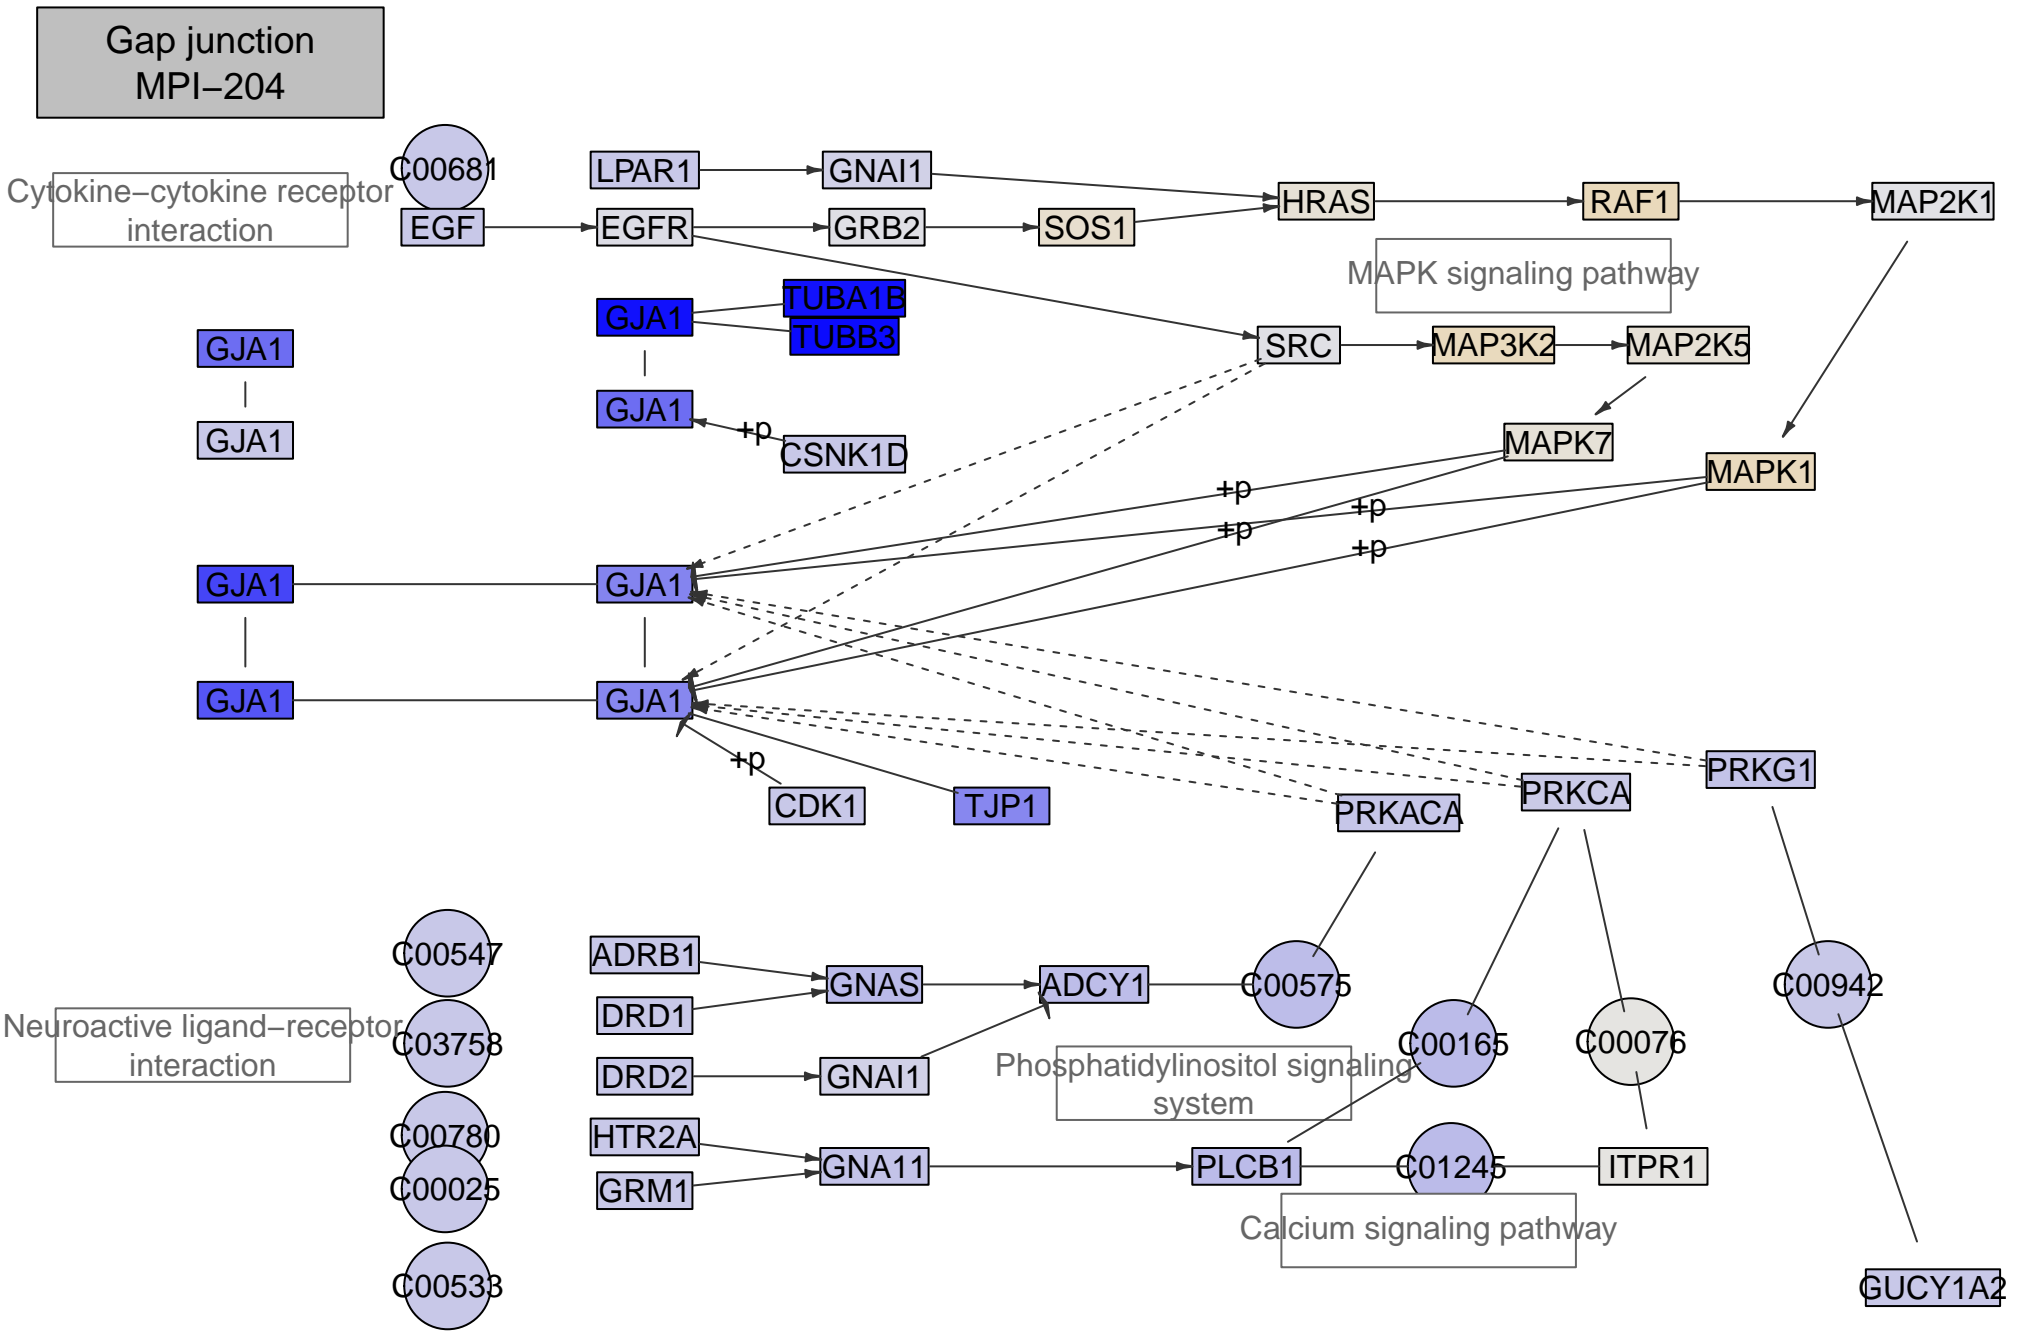 Gap junction
MPI−204
C00681
LPAR1
GNAI1
Cytokine−cytokine receptor
interaction
HRAS
RAF1
MAP2K1
EGF
EGFR
GRB2
SOS1
MAPK signaling pathway
TUBA1B
GJA1
TUBB3
GJA1
SRC
MAP3K2
MAP2K5
GJA1
+p
GJA1
CSNK1D
MAPK7
MAPK1
+p
+p
+p
+p
GJA1
GJA1
GJA1
GJA1
+p
CDK1
TJP1
PRKACA
PRKCA
PRKG1
C00547
ADRB1
GNAS
ADCY1
C00575
C00942
DRD1
Neuroactive ligand−receptor
interaction
C03758
C00165
C00076
DRD2
GNAI1
Phosphatidylinositol signaling
system
C00780
HTR2A
GNA11
PLCB1
C01245
ITPR1
C00025
GRM1
Calcium signaling pathway
C00533
GUCY1A2